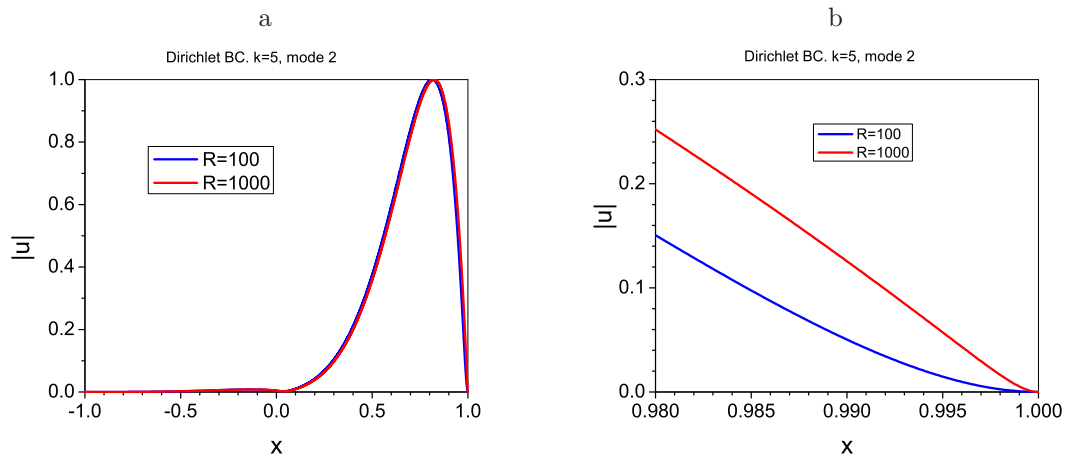 a
Dirichlet BC. k=5, mode 2
1.0
0.8
0.6
0.4
0.2
0.0
|u|
R=100
R=1000
-1.0 -0.5 0.0 0.5 1.0
x
b
Dirichlet BC. k=5, mode 2
0.3
0.2
0.1
0.0
|u|
R=100
R=1000
0.980 0.985 0.990 0.995 1.000
x